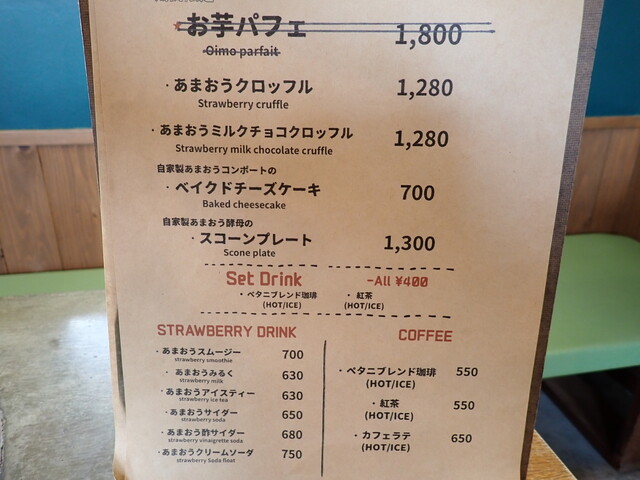 お芋パフェ 1,800
Oimo parfait
・あまおうクロッフル 1,280
Strawberry cruffle
・あまおうミルクチョコクロッフル 1,280
Strawberry milk chocolate cruffle
自家製あまおうコンポートの
・ベイクドチーズケーキ 700
Baked cheesecake
自家製あまおう酵母の
・スコーンプレート 1,300
Scone plate
Set Drink -All ¥400
・ペタニブレンド珈琲 ・紅茶
(HOT/ICE) (HOT/ICE)
STRAWBERRY DRINK
・あまおうスムージー 700
strawberry smoothie
・あまおうみるく 630
strawberry milk
・あまおうアイスティー 630
strawberry ice tea
・あまおうサイダー 650
strawberry soda
・あまおう酢サイダー 680
strawberry vinaigrette soda
・あまおうクリームソーダ 750
strawberry Soda float
COFFEE
・ペタニブレンド珈琲 550
(HOT/ICE)
・紅茶 550
(HOT/ICE)
・カフェラテ 650
(HOT/ICE)